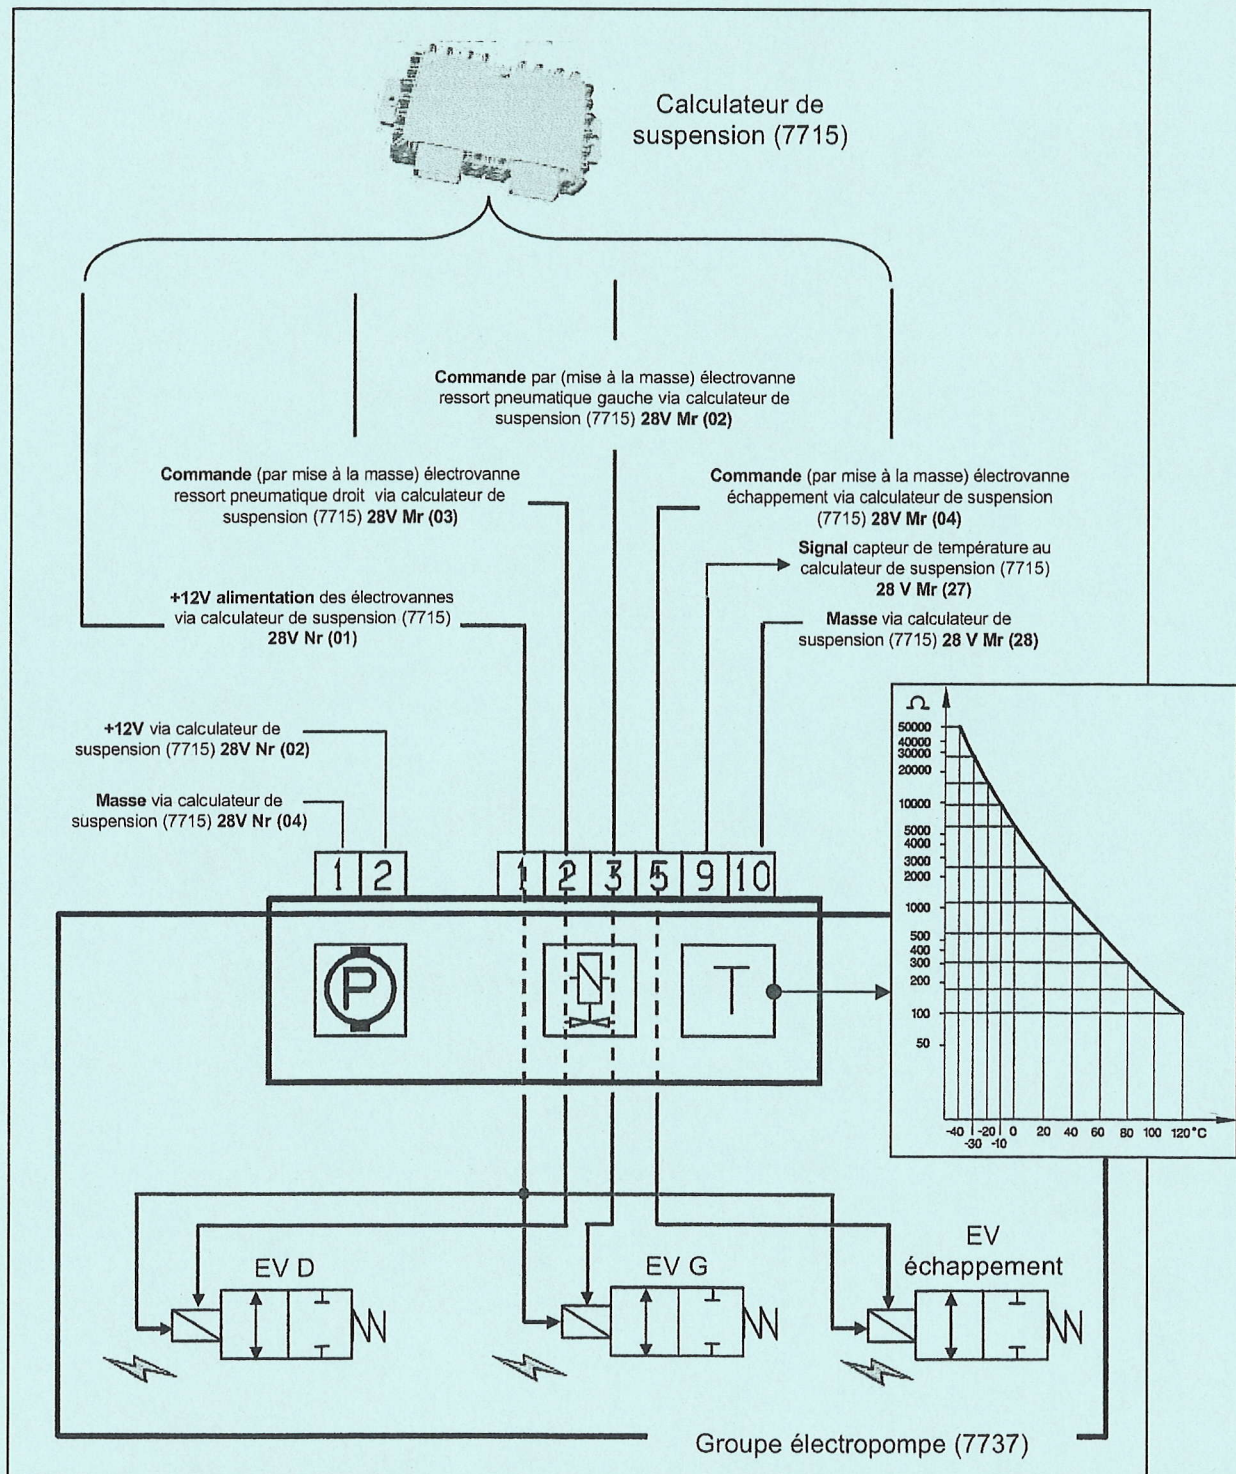 Calculateur de
suspension (7715)
Commande par (mise à la masse) électrovanne
ressort pneumatique gauche via calculateur de
suspension (7715) 28V Mr (02)
Commande (par mise à la masse) électrovanne
ressort pneumatique droit via calculateur de
suspension (7715) 28V Mr (03)
Commande (par mise à la masse) électrovanne
échappement via calculateur de suspension
(7715) 28V Mr (04)
Signal capteur de température au
calculateur de suspension (7715)
28 V Mr (27)
+12V alimentation des électrovannes
via calculateur de suspension (7715)
28V Nr (01)
Masse via calculateur de
suspension (7715) 28 V Mr (28)
+12V via calculateur de
suspension (7715) 28V Nr (02)
Masse via calculateur de
suspension (7715) 28V Nr (04)
1 2
1 2 3 5 9 10
P
T
Ω
50000
40000
30000
20000
10000
5000
4000
3000
2000
1000
500
400
300
200
100
50
-40 -20 0 20 40 60 80 100 120°C
-30 -10
EV D
EV G
EV
échappement
Groupe électropompe (7737)